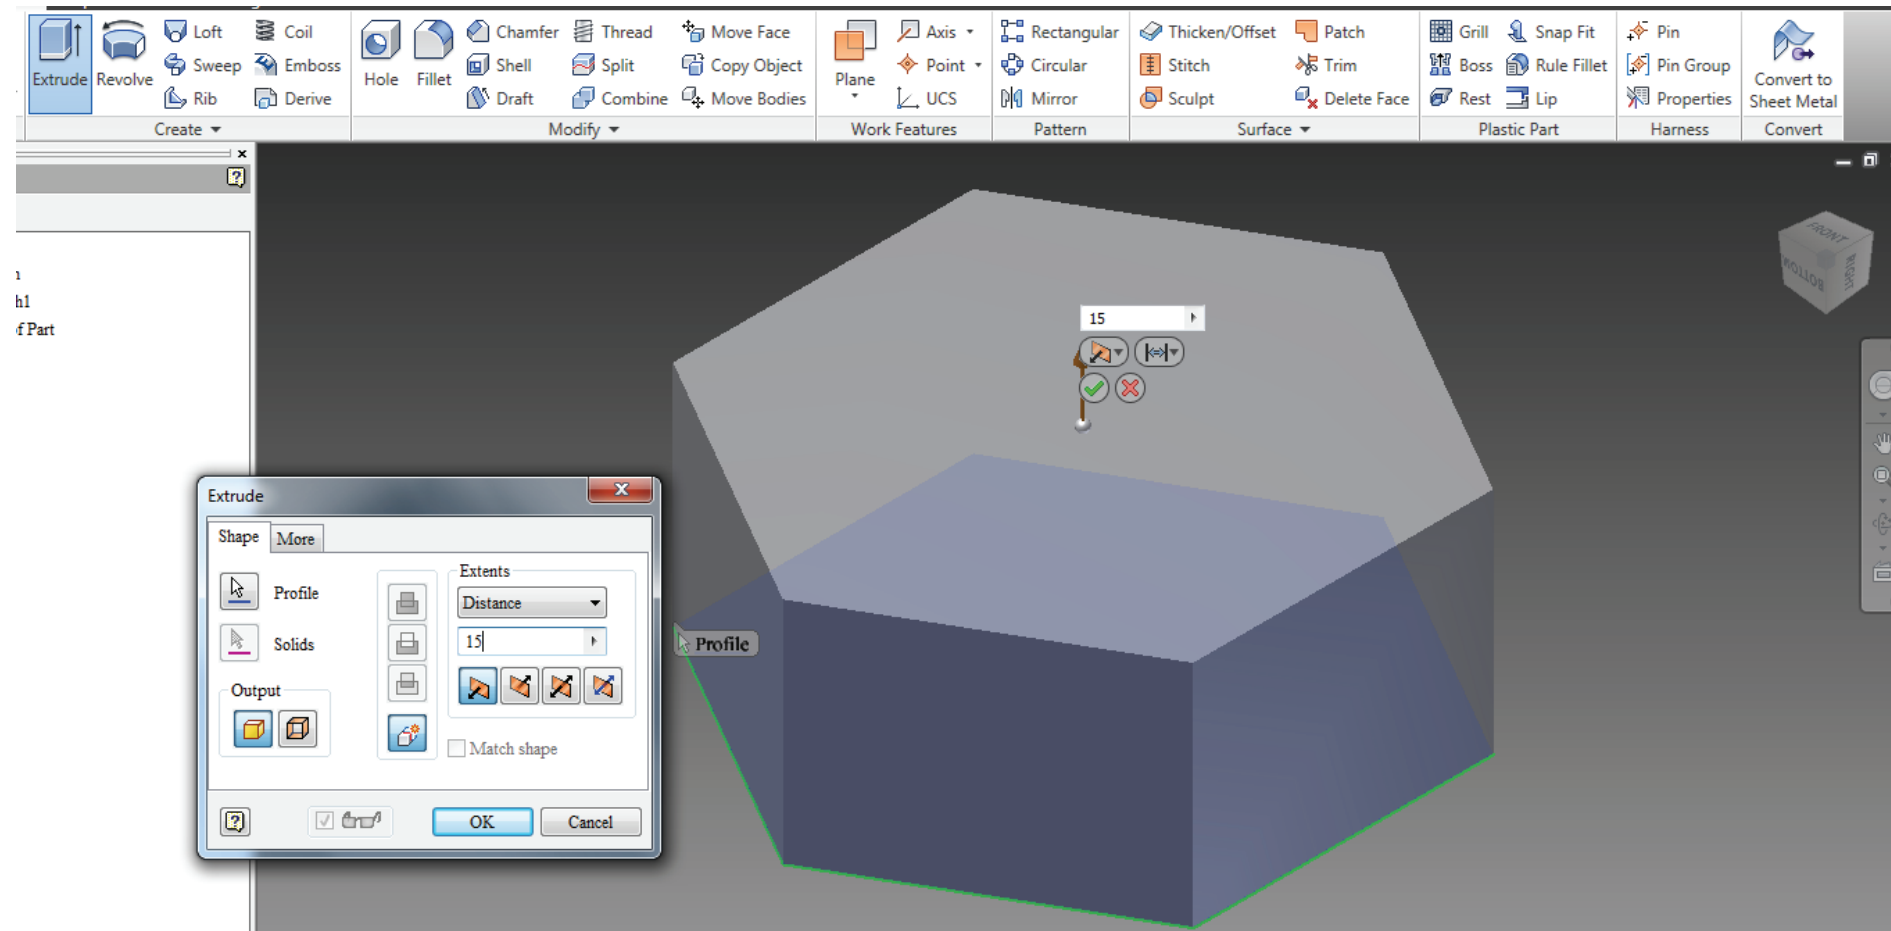 Extrude
Revolve
Loft
Sweep
Rib
Coil
Emboss
Derive
Create
Hole
Fillet
Chamfer
Shell
Draft
Thread
Split
Combine
Move Face
Copy Object
Move Bodies
Modify
Plane
Axis
Point
UCS
Work Features
Rectangular
Circular
Mirror
Pattern
Thicken/Offset
Stitch
Sculpt
Patch
Trim
Delete Face
Surface
Grill
Boss
Rest
Snap Fit
Rule Fillet
Lip
Plastic Part
Pin
Pin Group
Properties
Harness
Convert to
Sheet Metal
Convert
h1
of Part
FRONT
BOTTOM
RIGHT
15
Profile
Extrude
Shape
More
Profile
Solids
Output
Extents
Distance
15
Match shape
OK
Cancel